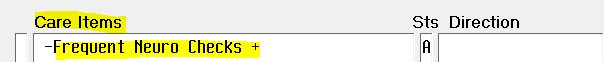 Care Items Sts Direction
-Frequent Neuro Checks + A